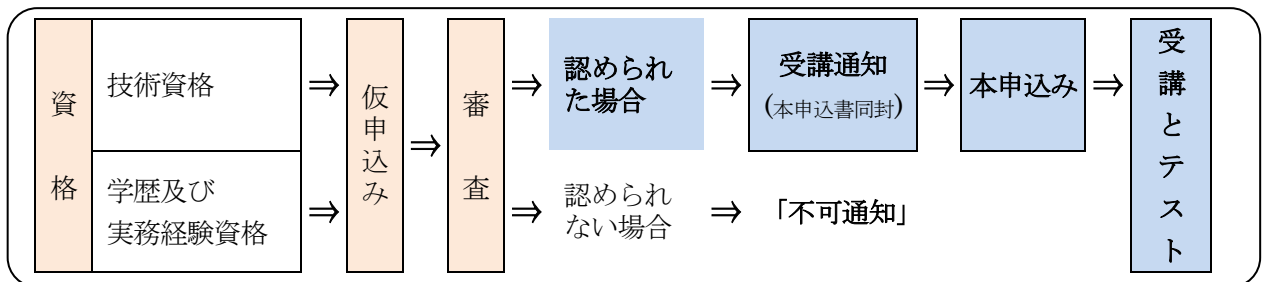 資格
技術資格
学歴及び
実務経験資格
⇒
⇒
仮申込み
⇒
審査
⇒
認められ
た場合
⇒
受講通知
(本申込書同封)
⇒
本申込み
⇒
受講とテスト
⇒
認められ
ない場合
⇒
「不可通知」